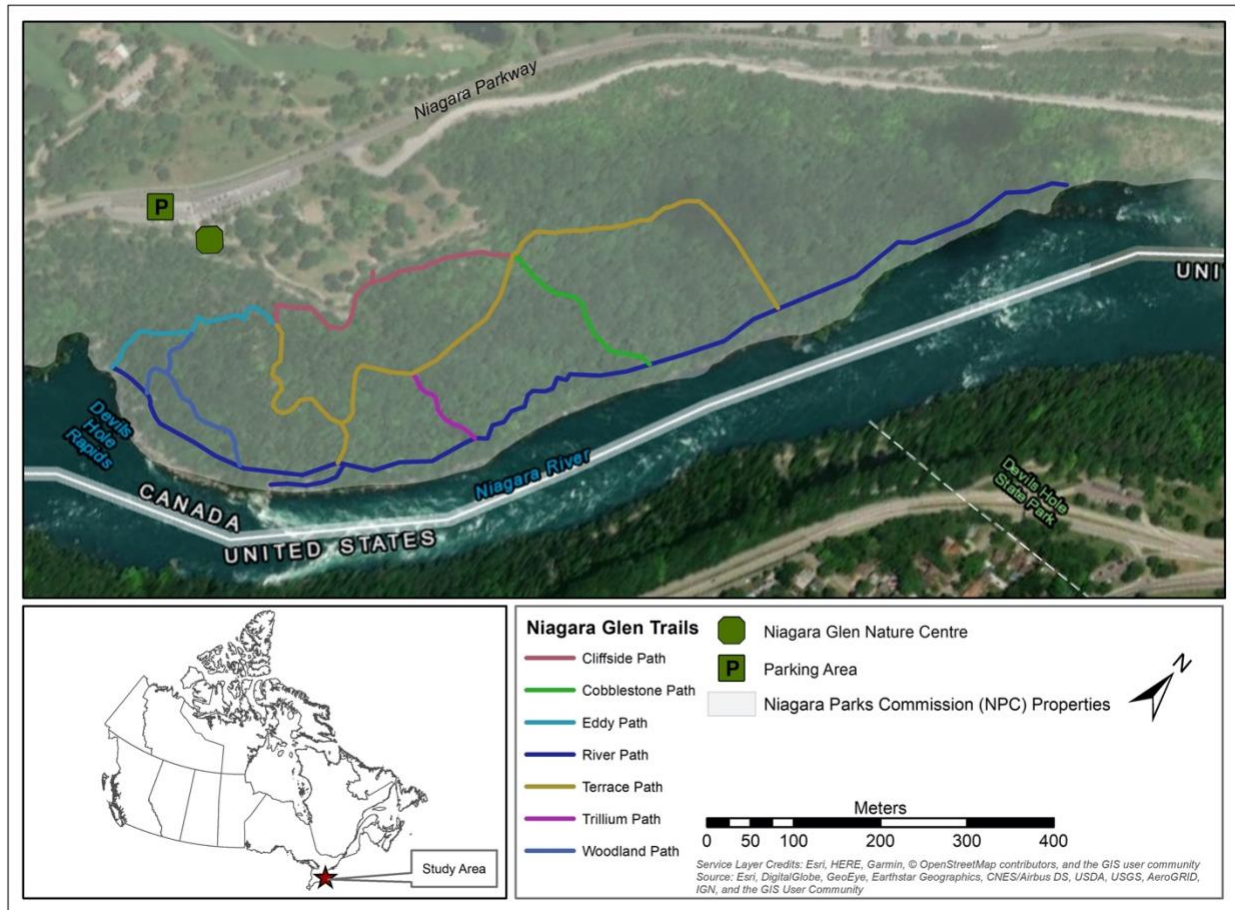 Niagara Parkway
P
UNI
Devils
Hole
Rapids
Niagara River
CANADA
UNITED STATES
Devils Hole
State Park
Study Area
Niagara Glen Trails
Cliffside Path
Cobblestone Path
Eddy Path
River Path
Terrace Path
Trillium Path
Woodland Path
Niagara Glen Nature Centre
P
Parking Area
Niagara Parks Commission (NPC) Properties
N
Meters
0 50 100 200 300 400
Service Layer Credits: Esri, HERE, Garmin, © OpenStreetMap contributors, and the GIS user community
Source: Esri, DigitalGlobe, GeoEye, Earthstar Geographics, CNES/Airbus DS, USDA, USGS, AeroGRID,
IGN, and the GIS User Community